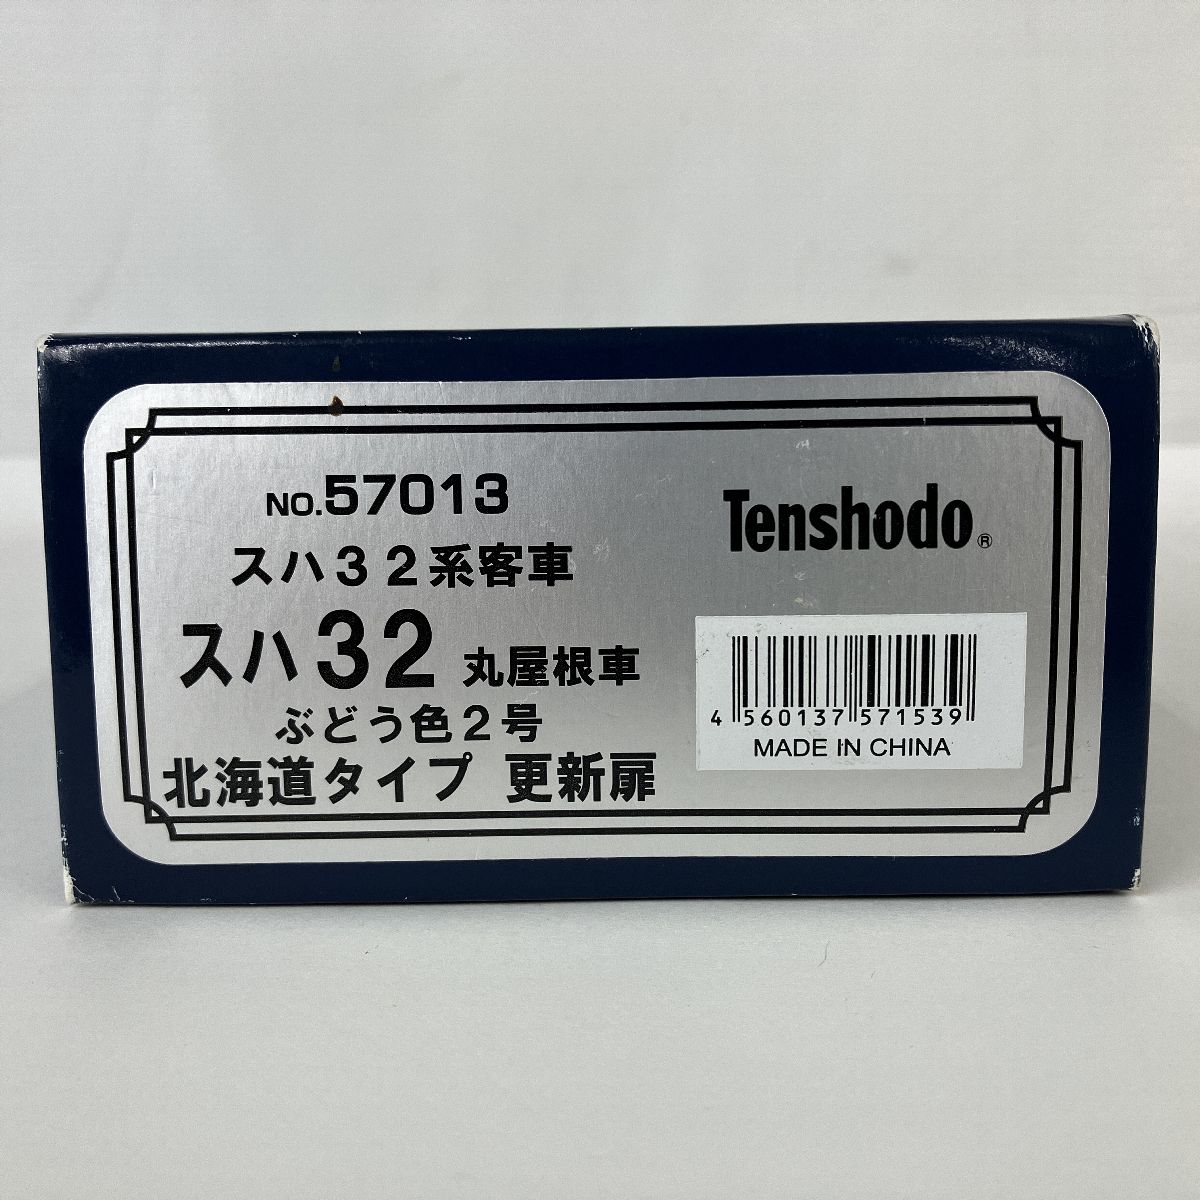 NO.57013
スハ３２系客車
スハ32 丸屋根車
ぶどう色２号
北海道タイプ 更新扉
Tenshodo®
4 560137 571539
MADE IN CHINA